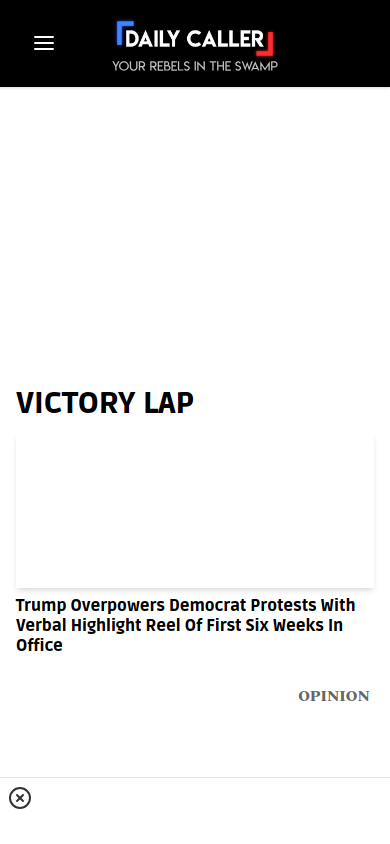 DAILY CALLER
YOUR REBELS IN THE SWAMP
VICTORY LAP
Trump Overpowers Democrat Protests With
Verbal Highlight Reel Of First Six Weeks In
Office
OPINION